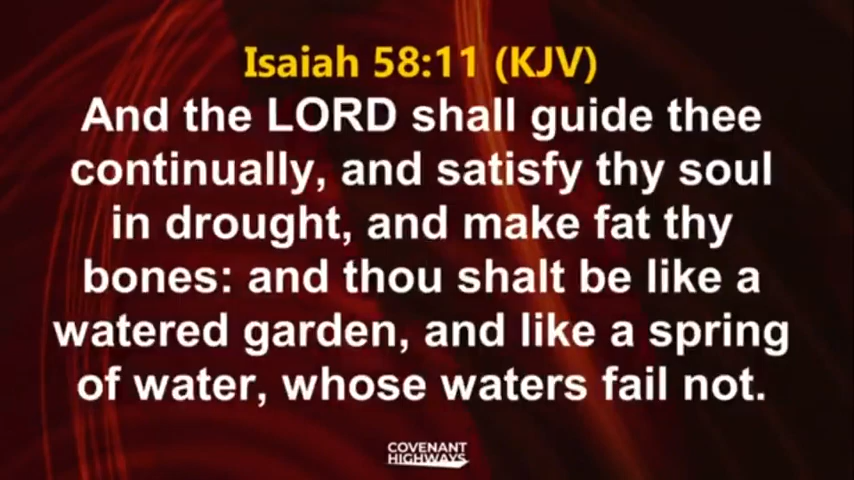 Isaiah 58:11 (KJV)
And the LORD shall guide thee
continually, and satisfy thy soul
in drought, and make fat thy
bones: and thou shalt be like a
watered garden, and like a spring
of water, whose waters fail not.
COVENANT
HIGHWAYS